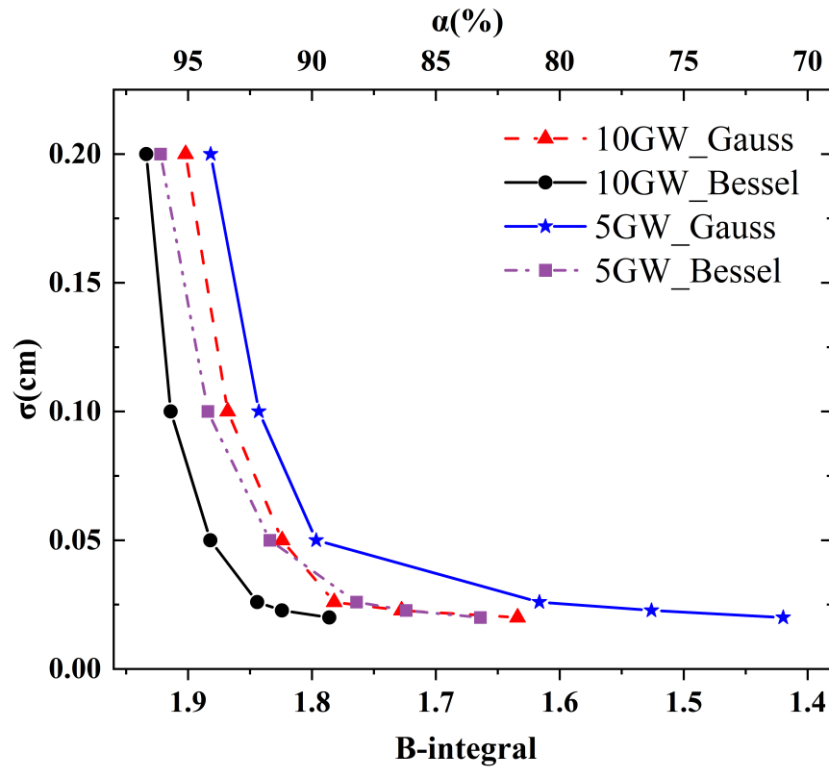 α(%)
95 90 85 80 75 70
10GW_Gauss
10GW_Bessel
5GW_Gauss
5GW_Bessel
σ(cm)
0.20
0.15
0.10
0.05
0.00
1.9 1.8 1.7 1.6 1.5 1.4
B-integral